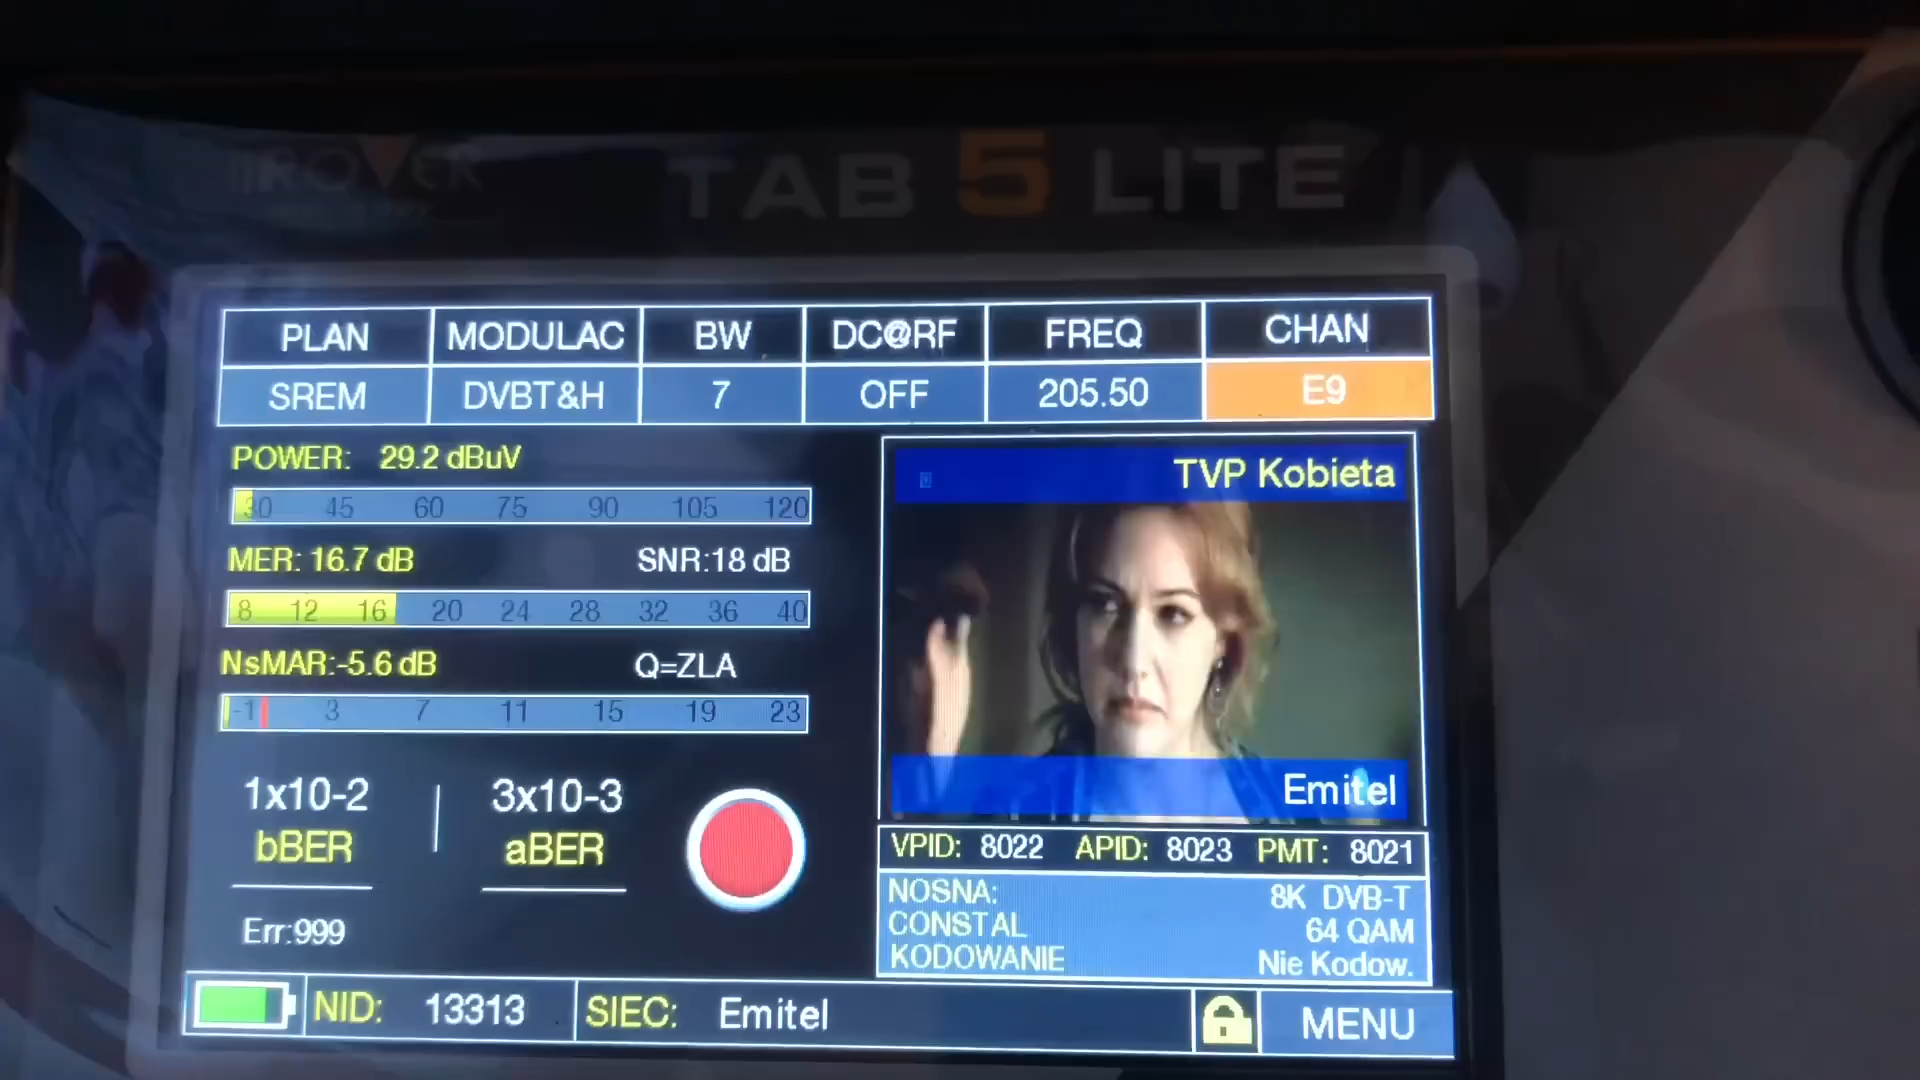 ROVER
TAB 5 LITE
PLAN MODULAC BW DC@RF FREQ CHAN
SREM DVBT&H 7 OFF 205.50 E9
POWER: 29.2 dBuV
30 45 60 75 90 105 120
MER: 16.7 dB SNR:18 dB
8 12 16 20 24 28 32 36 40
NsMAR:-5.6 dB Q=ZLA
-1 3 7 11 15 19 23
1x10-2 3x10-3
bBER aBER
Err:999
TVP Kobieta
Emitel
VPID: 8022 APID: 8023 PMT: 8021
NOSNA: 8K DVB-T
CONSTAL 64 QAM
KODOWANIE Nie Kodow.
NID: 13313 SIEC: Emitel MENU